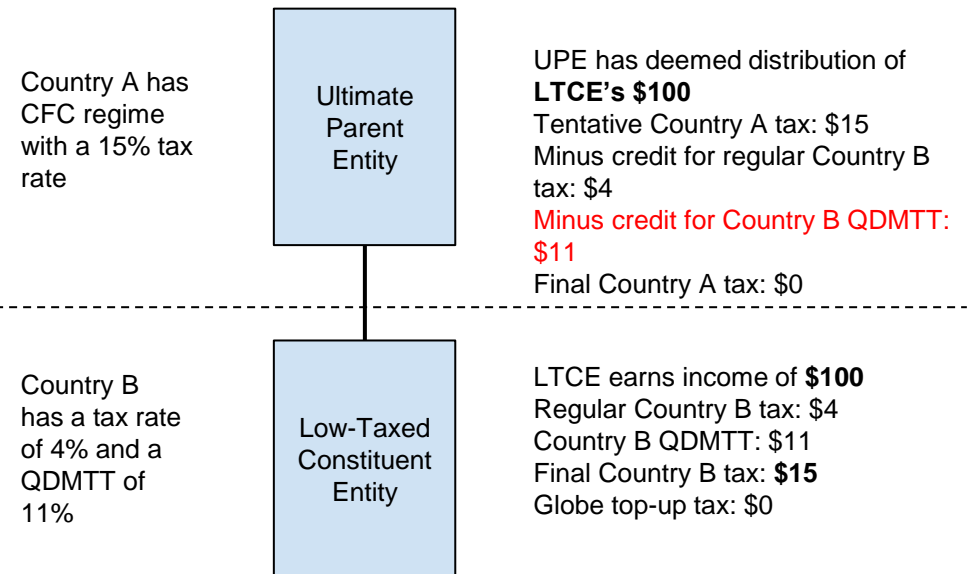 Country A has
CFC regime
with a 15% tax
rate
Ultimate
Parent
Entity
UPE has deemed distribution of
LTCE’s $100
Tentative Country A tax: $15
Minus credit for regular Country B
tax: $4
Minus credit for Country B QDMTT:
$11
Final Country A tax: $0
Country B
has a tax rate
of 4% and a
QDMTT of
11%
Low-Taxed
Constituent
Entity
LTCE earns income of $100
Regular Country B tax: $4
Country B QDMTT: $11
Final Country B tax: $15
Globe top-up tax: $0